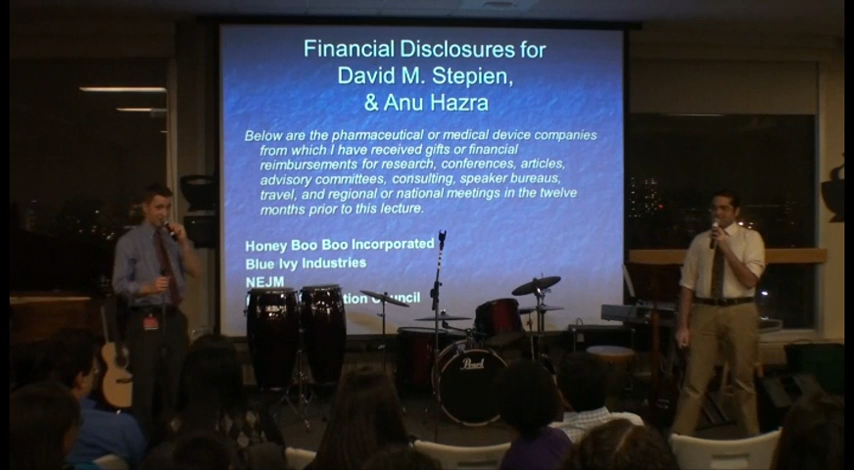 Financial Disclosures for
David M. Stepien,
& Anu Hazra
Below are the pharmaceutical or medical device companies
from which I have received gifts or financial
reimbursements for research, conferences, articles,
advisory committees, consulting, speaker bureaus,
travel, and regional or national meetings in the twelve
months prior to this lecture.
Honey Boo Boo Incorporated
Blue Ivy Industries
NEJM
Council
Pearl